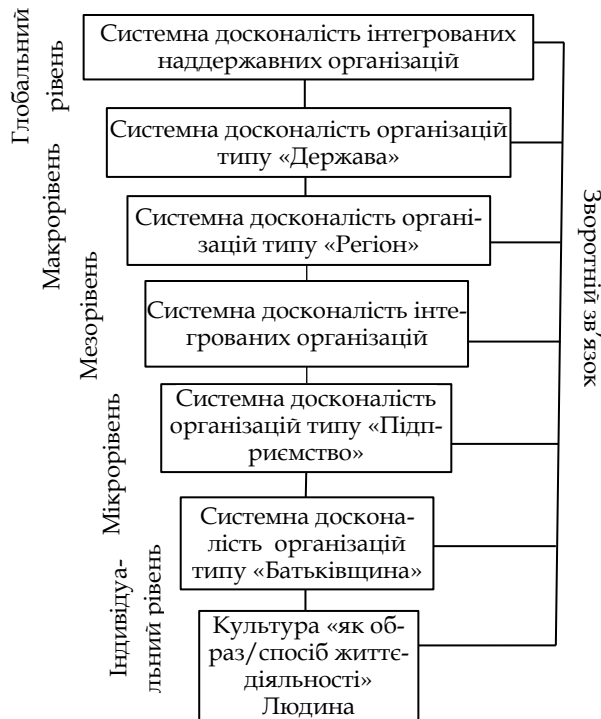 Глобальний
рівень
Системна досконалість інтегрованих
наддержавних організацій
Макрорівень
Системна досконалість організацій
типу «Держава»
Системна досконалість органі-
зацій типу «Регіон»
Мезорівень
Системна досконалість інте-
грованих організацій
Мікрорівень
Системна досконалість
організацій типу «Підп-
риємство»
Системна доскона-
лість організацій
типу «Батьківщина»
Індивідуа-
льний рівень
Культура «як об-
раз/спосіб життє-
діяльності»
Людина
Зворотній зв’язок